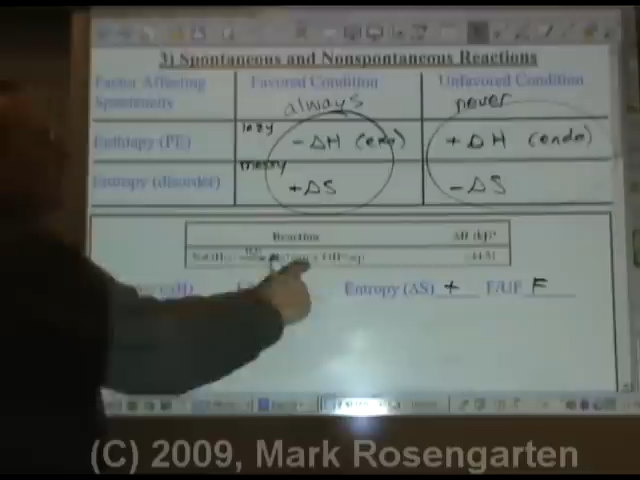 3) Spontaneous and Nonspontaneous Reactions
Factor Affecting Spontaneity
Favored Condition
always
Unfavored Condition
never
Enthalpy (PE)
lazy
- ΔH (exo)
+ ΔH (endo)
Entropy (disorder)
messy
+ΔS
-ΔS
Reaction
Entropy (ΔS) + F/UF F
(C) 2009, Mark Rosengarten